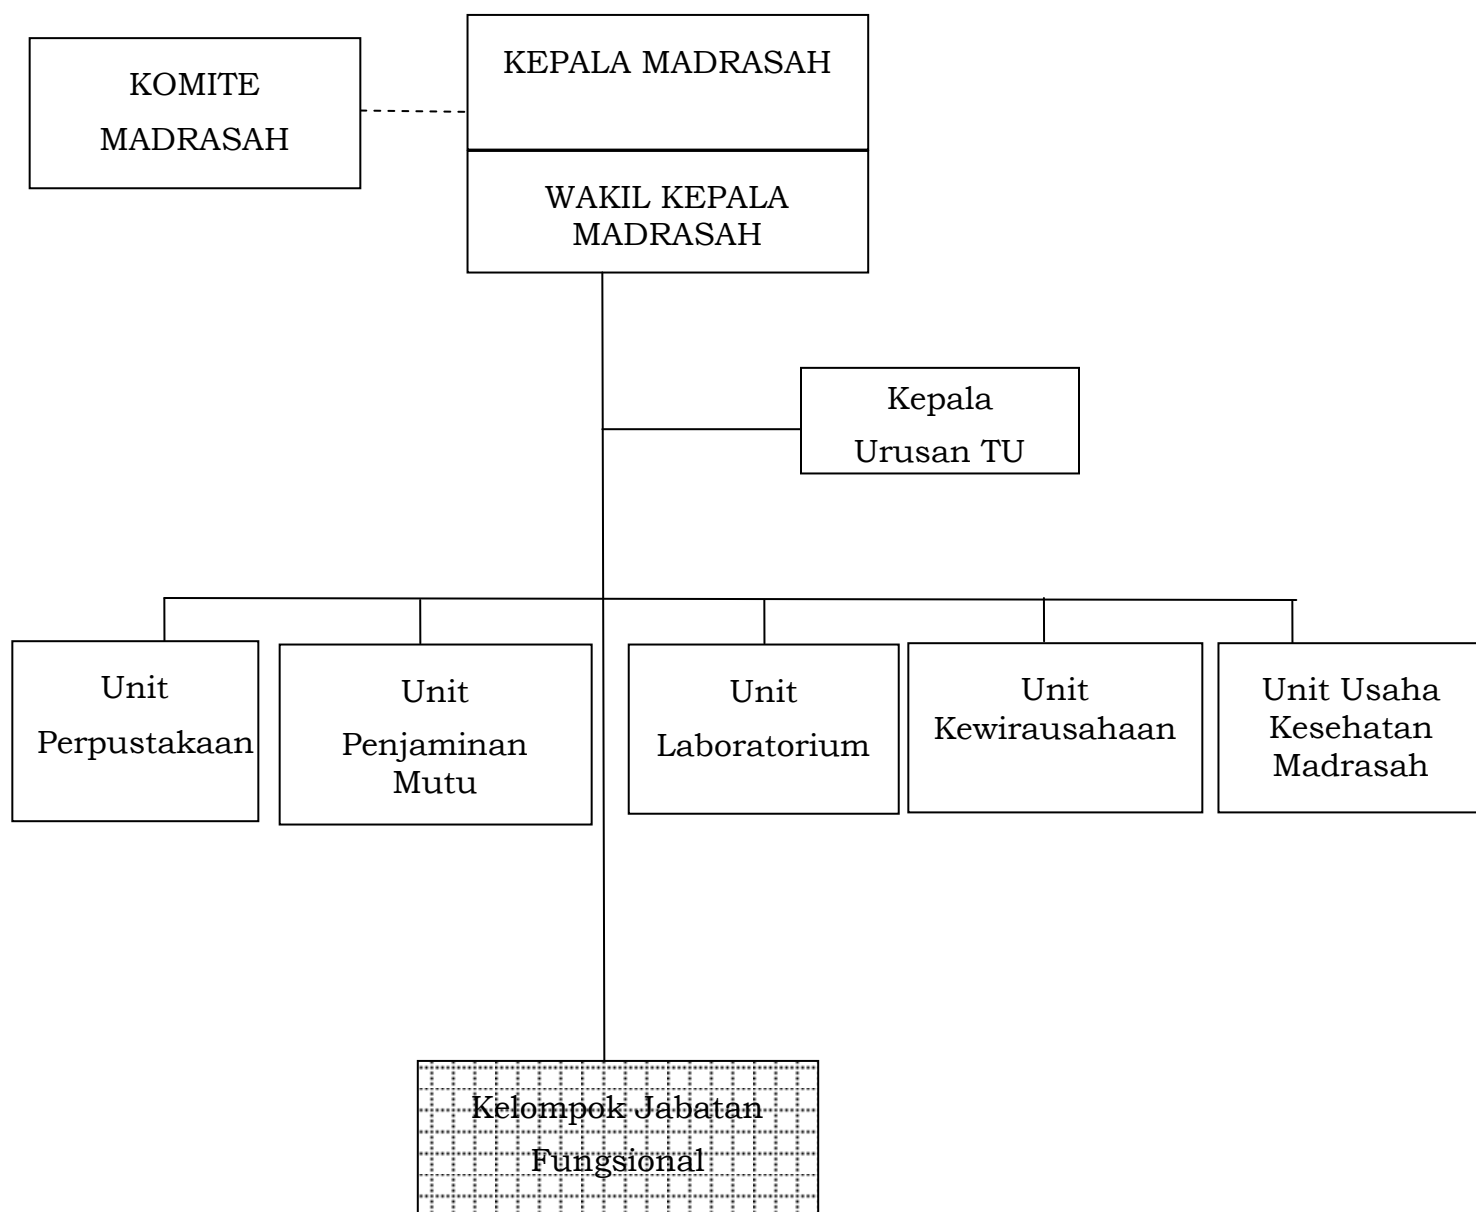 KOMITE
MADRASAH
KEPALA MADRASAH
WAKIL KEPALA
MADRASAH
Kepala
Urusan TU
Unit
Perpustakaan
Unit
Penjaminan
Mutu
Unit
Laboratorium
Unit
Kewirausahaan
Unit Usaha
Kesehatan
Madrasah
Kelompok Jabatan
Fungsional